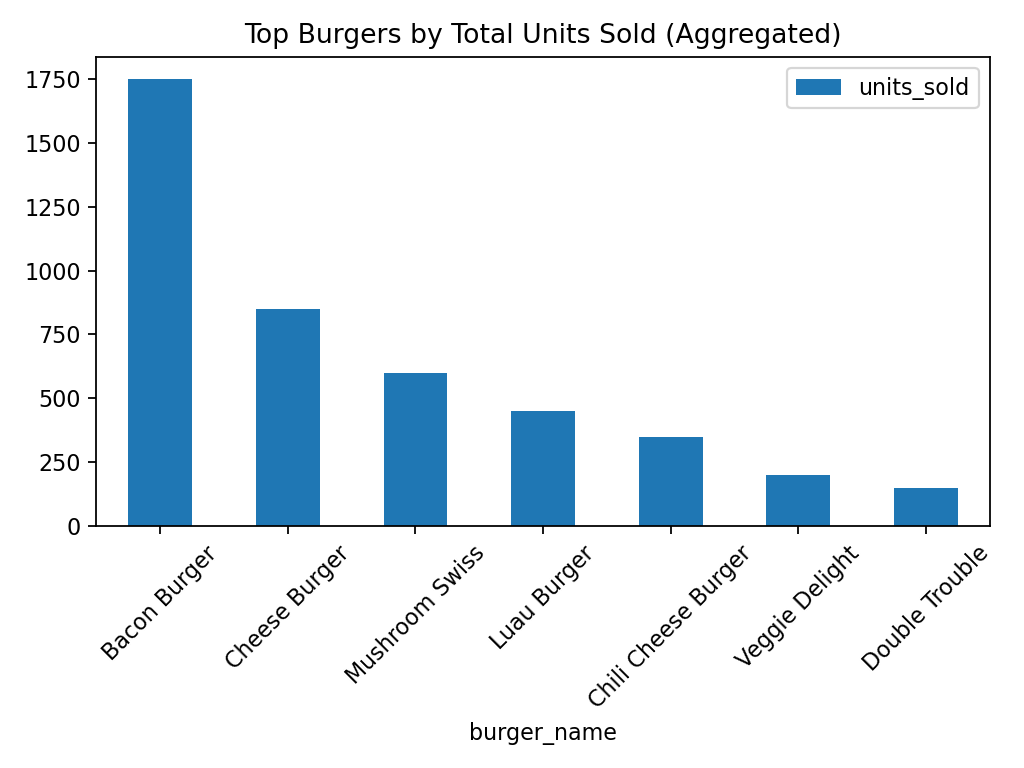 Top Burgers by Total Units Sold (Aggregated)
units_sold
1750
1500
1250
1000
750
500
250
0
Bacon Burger
Cheese Burger
Mushroom Swiss
Luau Burger
Chili Cheese Burger
Veggie Delight
Double Trouble
burger_name